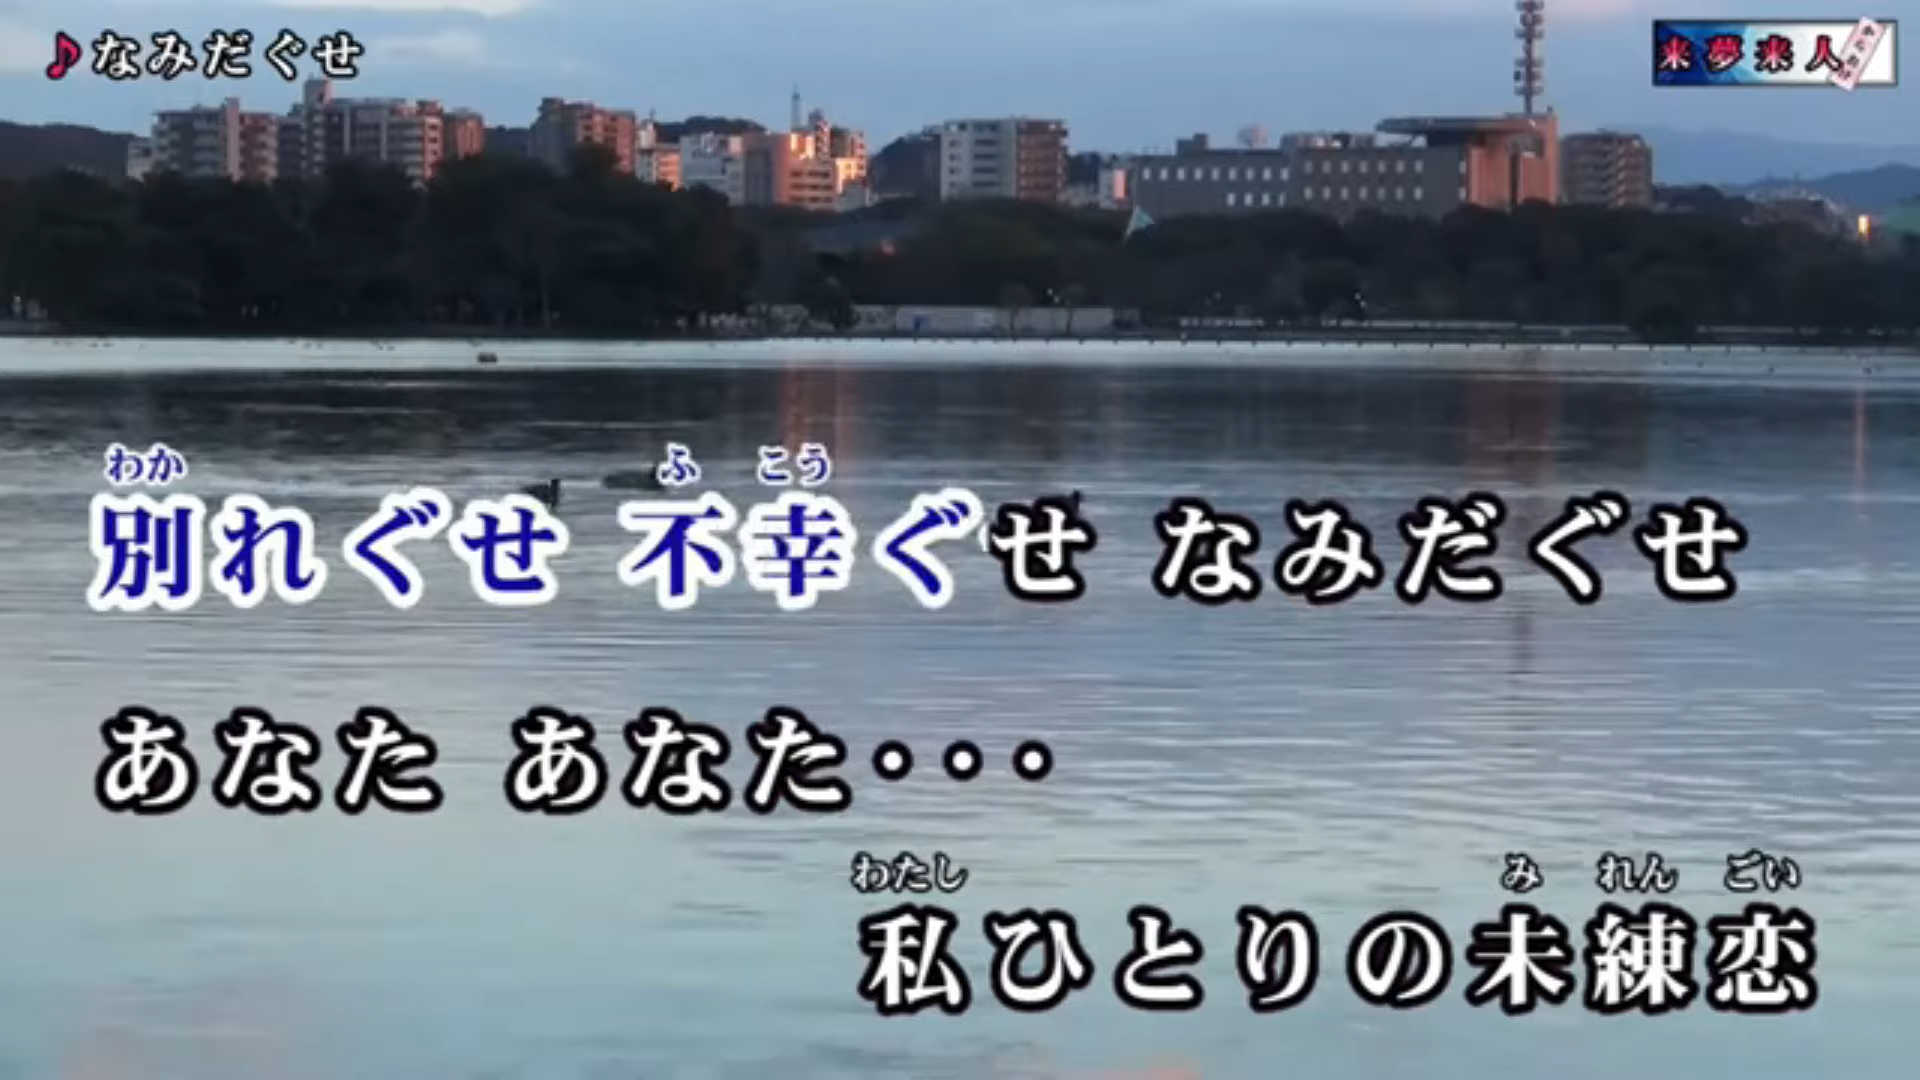 ♪なみだぐせ
来夢来人
わか ふ こう
別れぐせ 不幸ぐせ なみだぐせ
あなた あなた・・・
わたし み れん ごい
私ひとりの未練恋